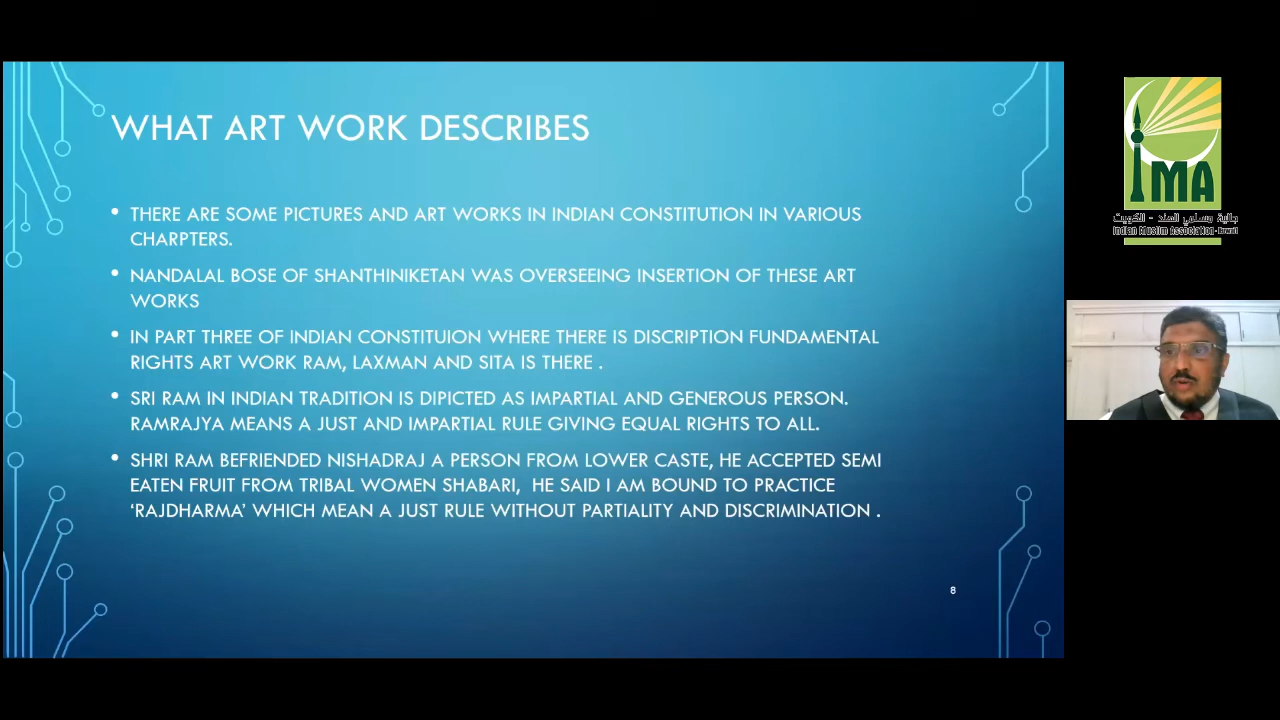 WHAT ART WORK DESCRIBES
• THERE ARE SOME PICTURES AND ART WORKS IN INDIAN CONSTITUTION IN VARIOUS
CHARPTERS.
• NANDALAL BOSE OF SHANTHINIKETAN WAS OVERSEEING INSERTION OF THESE ART
WORKS
• IN PART THREE OF INDIAN CONSTITUION WHERE THERE IS DISCRIPTION FUNDAMENTAL
RIGHTS ART WORK RAM, LAXMAN AND SITA IS THERE .
• SRI RAM IN INDIAN TRADITION IS DIPICTED AS IMPARTIAL AND GENEROUS PERSON.
RAMRAJYA MEANS A JUST AND IMPARTIAL RULE GIVING EQUAL RIGHTS TO ALL.
• SHRI RAM BEFRIENDED NISHADRAJ A PERSON FROM LOWER CASTE, HE ACCEPTED SEMI
EATEN FRUIT FROM TRIBAL WOMEN SHABARI,  HE SAID I AM BOUND TO PRACTICE
‘RAJDHARMA’ WHICH MEAN A JUST RULE WITHOUT PARTIALITY AND DISCRIMINATION .
8
IMA
جالية مسلمي الهند - الكويت
Indian Muslim Association - Kuwait